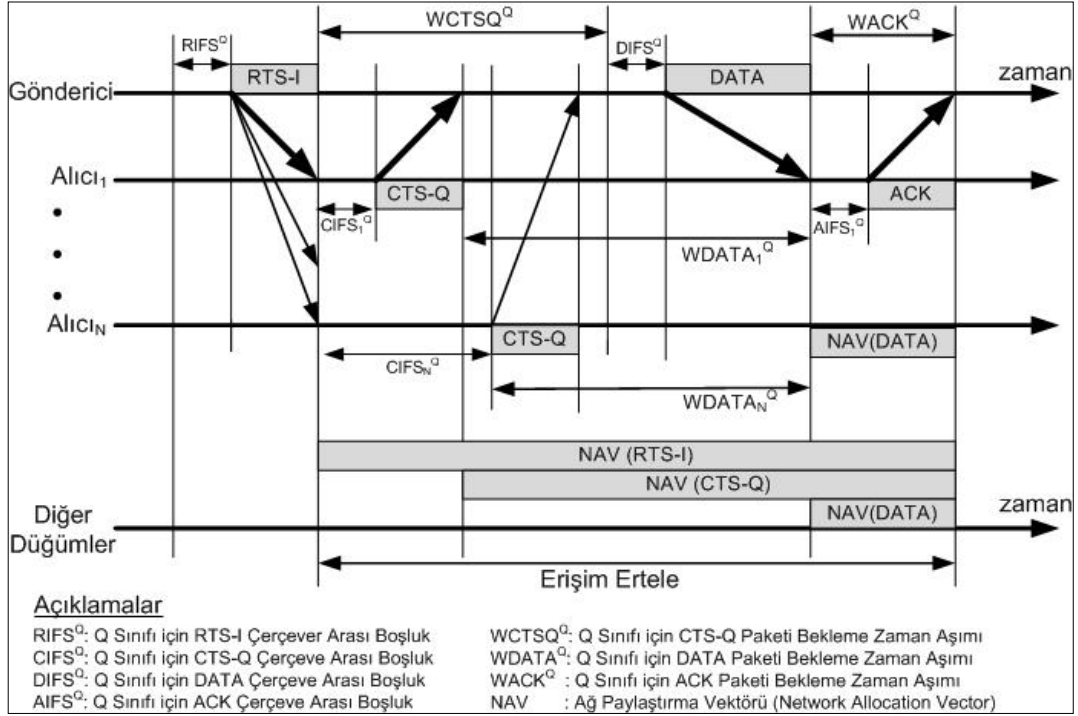 WCTSQ^Q
WACK^Q
RIFS^Q
DIFS^Q
RTS-I
DATA
zaman
Gönderici
Alıcı₁
CTS-Q
ACK
CIFS₁^Q
AIFS₁^Q
WDATA₁^Q
Alıcı_N
CTS-Q
NAV(DATA)
CIFS_N^Q
WDATA_N^Q
NAV (RTS-I)
NAV (CTS-Q)
NAV(DATA)
zaman
Diğer
Düğümler
Erişim Ertele
Açıklamalar
RIFS^Q: Q Sınıfı için RTS-I Çerçever Arası Boşluk
CIFS^Q: Q Sınıfı için CTS-Q Çerçeve Arası Boşluk
DIFS^Q: Q Sınıfı için DATA Çerçeve Arası Boşluk
AIFS^Q: Q Sınıfı için ACK Çerçeve Arası Boşluk
WCTSQ^Q: Q Sınıfı için CTS-Q Paketi Bekleme Zaman Aşımı
WDATA^Q: Q Sınıfı için DATA Paketi Bekleme Zaman Aşımı
WACK^Q : Q Sınıfı için ACK Paketi Bekleme Zaman Aşımı
NAV : Ağ Paylaştırma Vektörü (Network Allocation Vector)